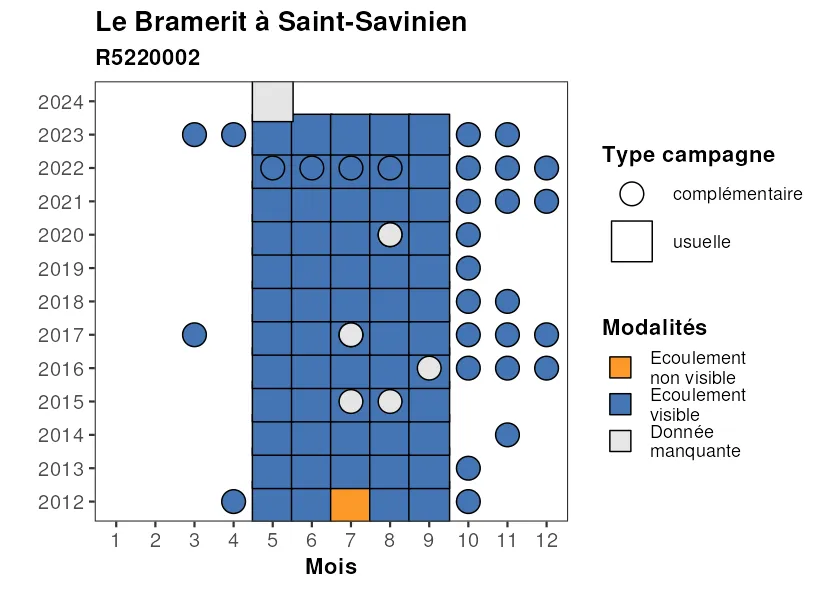 Le Bramerit à Saint-Savinien
R5220002
2024
2023
2022
2021
2020
2019
2018
2017
2016
2015
2014
2013
2012
1 2 3 4 5 6 7 8 9 10 11 12
Mois
Type campagne
complémentaire
usuelle
Modalités
Ecoulement
non visible
Ecoulement
visible
Donnée
manquante